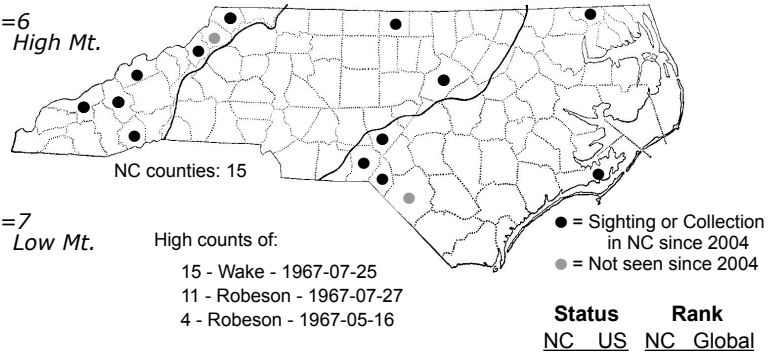 =6
High Mt.
NC counties: 15
=7
Low Mt.
High counts of:
15 - Wake - 1967-07-25
11 - Robeson - 1967-07-27
4 - Robeson - 1967-05-16
= Sighting or Collection
in NC since 2004
= Not seen since 2004
Status Rank
NC US NC Global